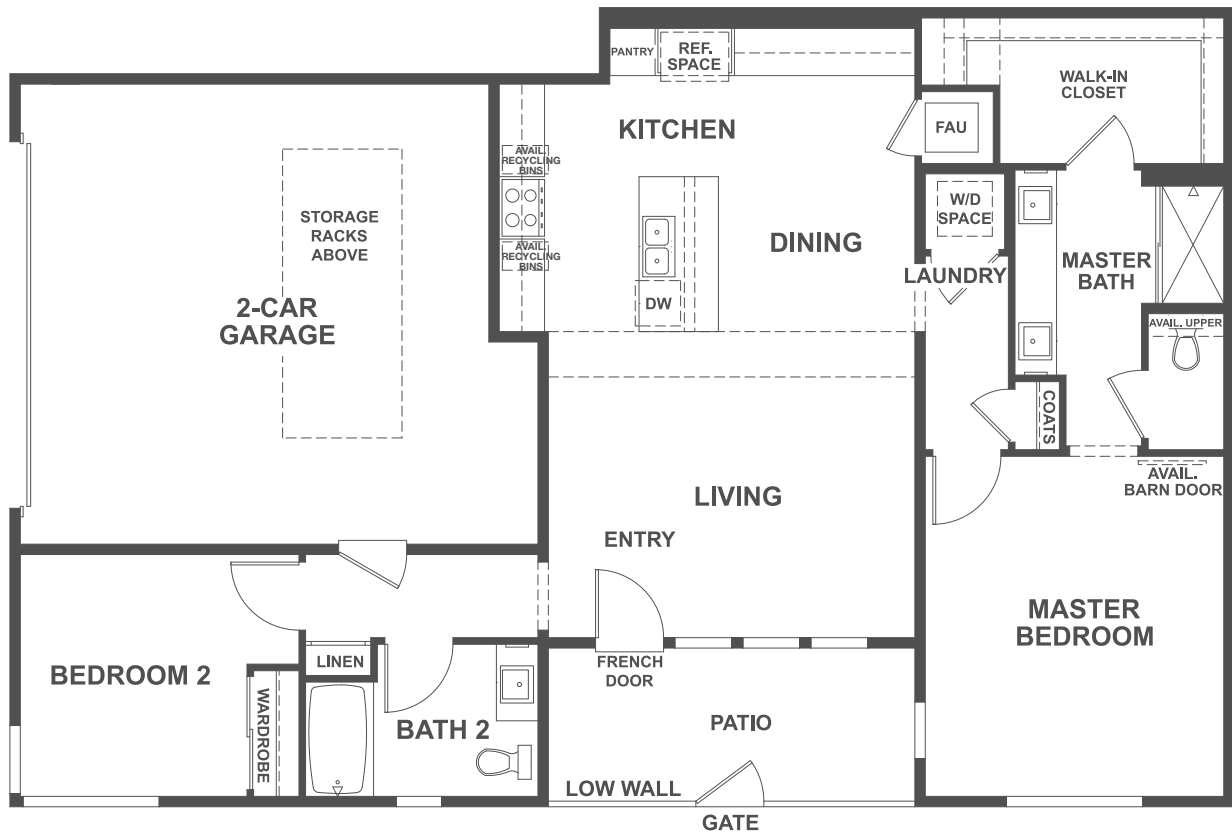 PANTRY
REF.
SPACE
WALK-IN
CLOSET
KITCHEN
FAU
AVAIL.
RECYCLING
BINS
STORAGE
RACKS
ABOVE
W/D
SPACE
DINING
AVAIL.
RECYCLING
BINS
LAUNDRY
MASTER
BATH
2-CAR
GARAGE
DW
AVAIL. UPPER
COATS
AVAIL.
BARN DOOR
LIVING
ENTRY
MASTER
BEDROOM
BEDROOM 2
LINEN
FRENCH
DOOR
WARDROBE
BATH 2
PATIO
LOW WALL
GATE